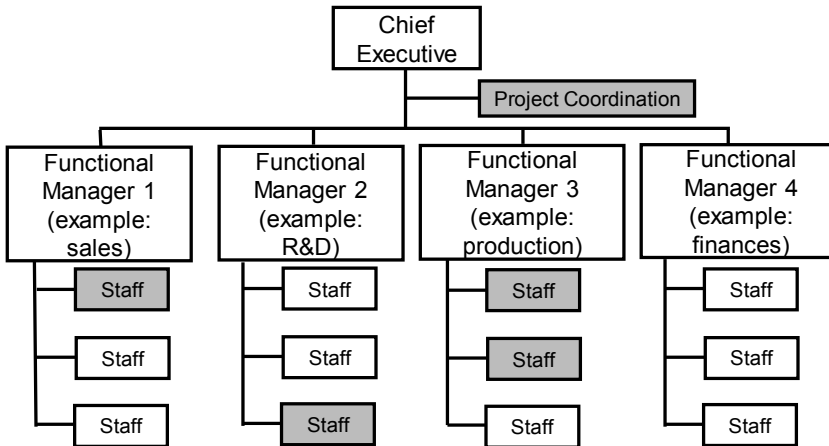 Chief
Executive
Project Coordination
Functional
Manager 1
(example:
sales)
Functional
Manager 2
(example:
R&D)
Functional
Manager 3
(example:
production)
Functional
Manager 4
(example:
finances)
Staff
Staff
Staff
Staff
Staff
Staff
Staff
Staff
Staff
Staff
Staff
Staff